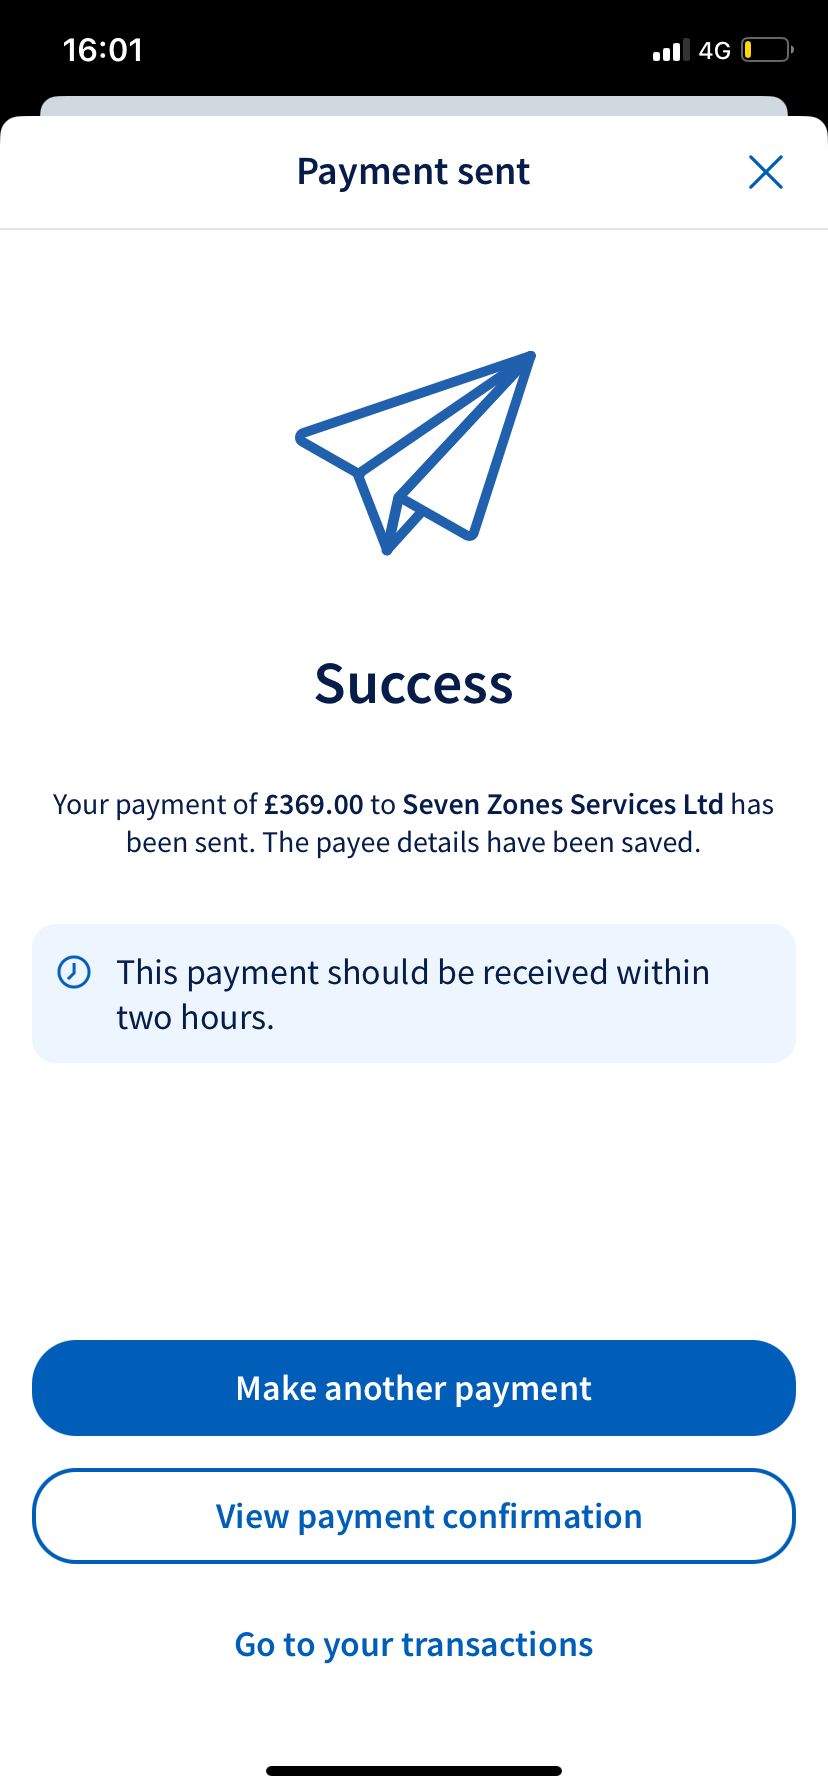 16:01
4G
Payment sent
Success
Your payment of £369.00 to Seven Zones Services Ltd has
been sent. The payee details have been saved.
This payment should be received within
two hours.
Make another payment
View payment confirmation
Go to your transactions